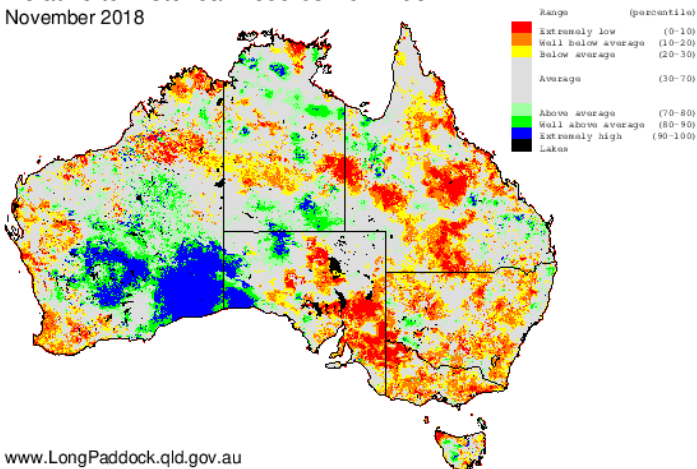 November 2018
Range (percentile)
Extremely low (0-10)
Well below average (10-20)
Below average (20-30)
Average (30-70)
Above average (70-80)
Well above average (80-90)
Extremely high (90-100)
Lakes
www.LongPaddock.qld.gov.au